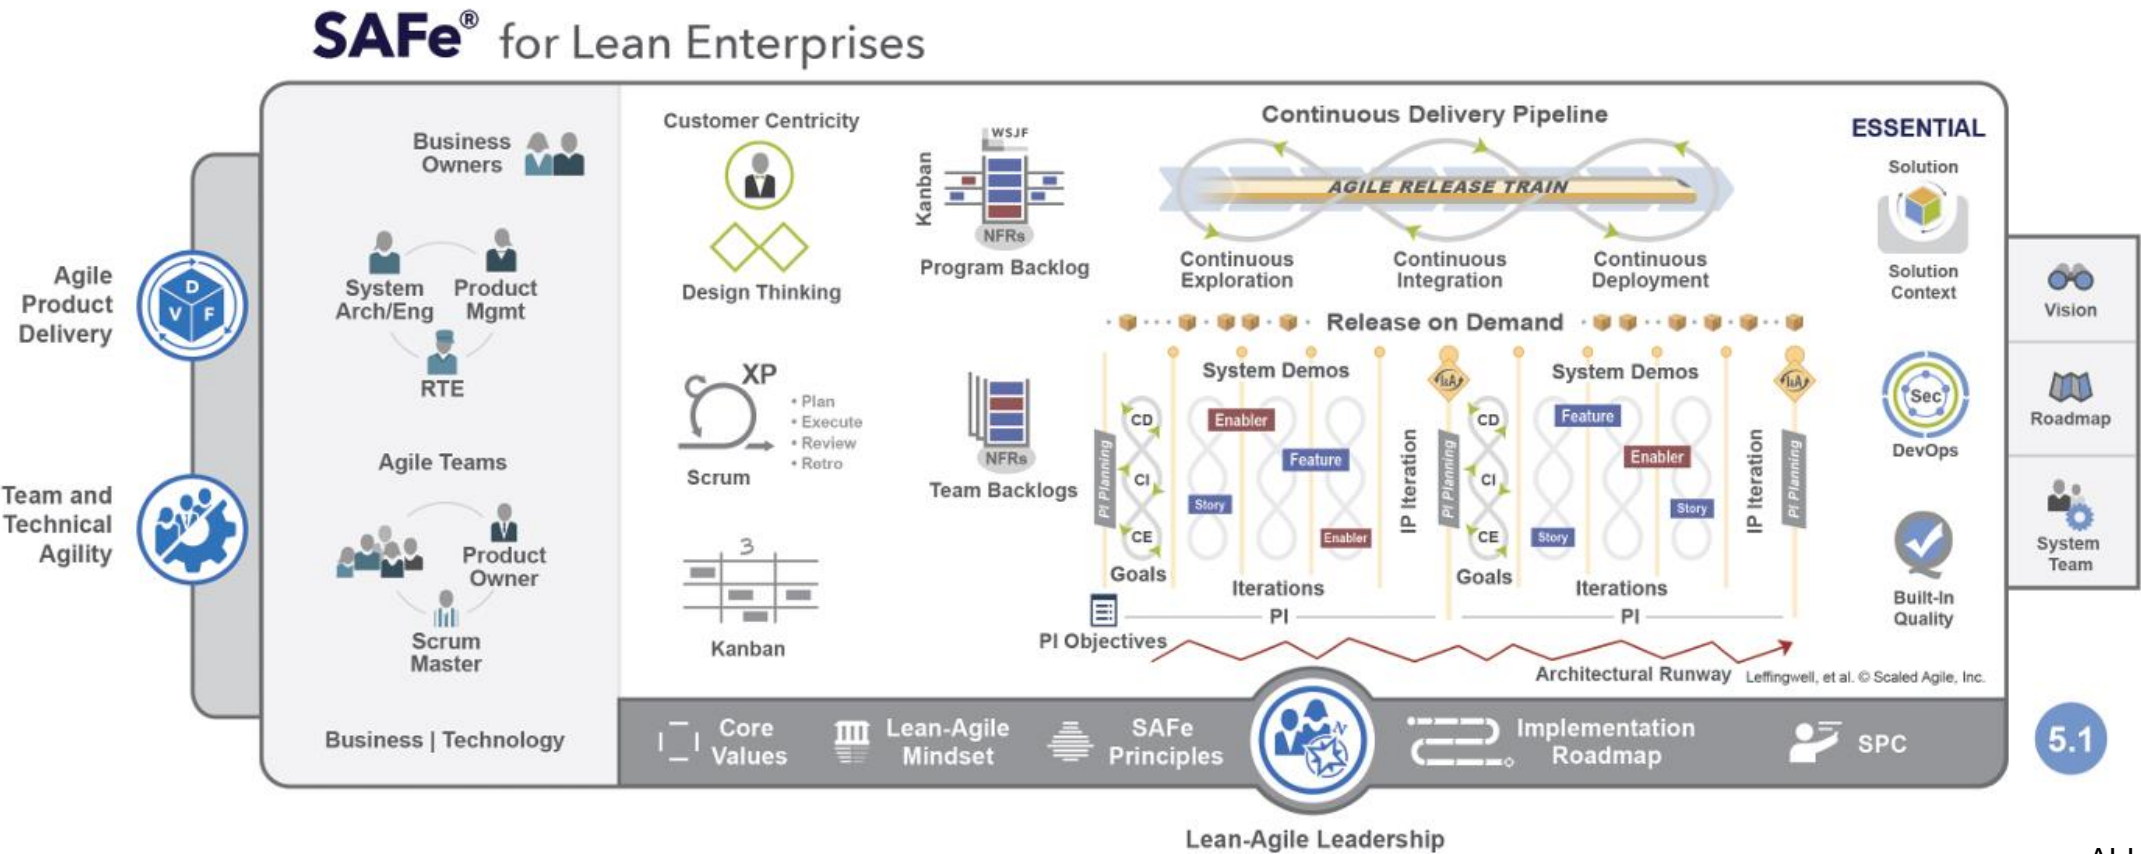 SAFe® for Lean Enterprises
Business
Owners
System
Arch/Eng
Product
Mgmt
RTE
Agile Teams
Product
Owner
Scrum
Master
Business | Technology
Agile
Product
Delivery
D
V F
Team and
Technical
Agility
Customer Centricity
Design Thinking
XP
• Plan
• Execute
• Review
• Retro
Scrum
3
Kanban
WSJF
Kanban
NFRs
Program Backlog
NFRs
Team Backlogs
Continuous Delivery Pipeline
AGILE RELEASE TRAIN
Continuous
Exploration
Continuous
Integration
Continuous
Deployment
Release on Demand
System Demos
System Demos
I&A
I&A
PI Planning
CD
CI
CE
Goals
Enabler
Feature
Story
Enabler
Iterations
IP Iteration
PI Planning
CD
CI
CE
Goals
Feature
Enabler
Story
Story
Iterations
IP Iteration
PI Planning
PI
PI
PI Objectives
Architectural Runway
Leffingwell, et al. © Scaled Agile, Inc.
ESSENTIAL
Solution
Solution
Context
Sec
DevOps
Built-In
Quality
Vision
Roadmap
System
Team
Core
Values
Lean-Agile
Mindset
SAFe
Principles
N
Implementation
Roadmap
SPC
5.1
Lean-Agile Leadership